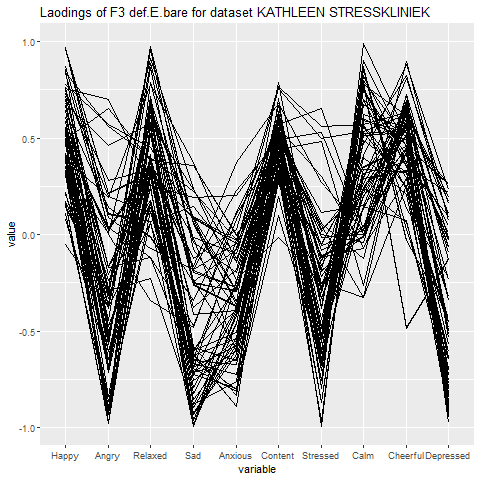 Laodings of F3 def.E.bare for dataset KATHLEEN STRESSKLINIEK
1.0
0.5
0.0
-0.5
-1.0
value
Happy Angry Relaxed Sad Anxious Content Stressed Calm Cheerful Depressed
variable